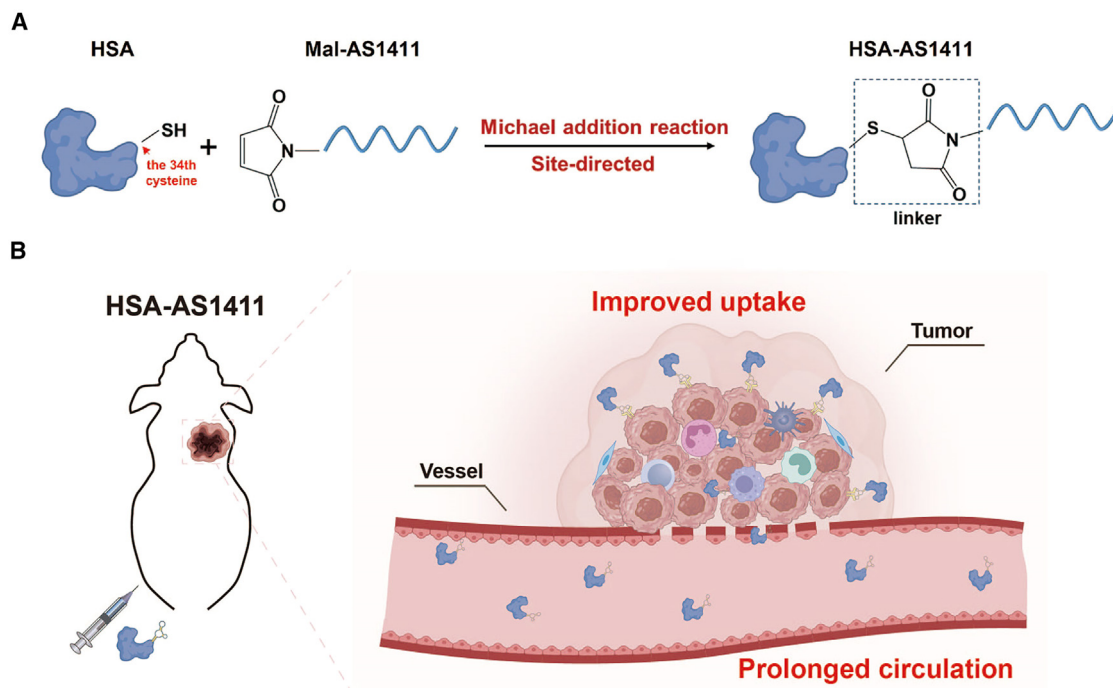 A
HSA
Mal-AS1411
HSA-AS1411
SH
+
the 34th
cysteine
O
N
O
Michael addition reaction
Site-directed
S
O
N
O
linker
B
HSA-AS1411
Improved uptake
Tumor
Vessel
Prolonged circulation